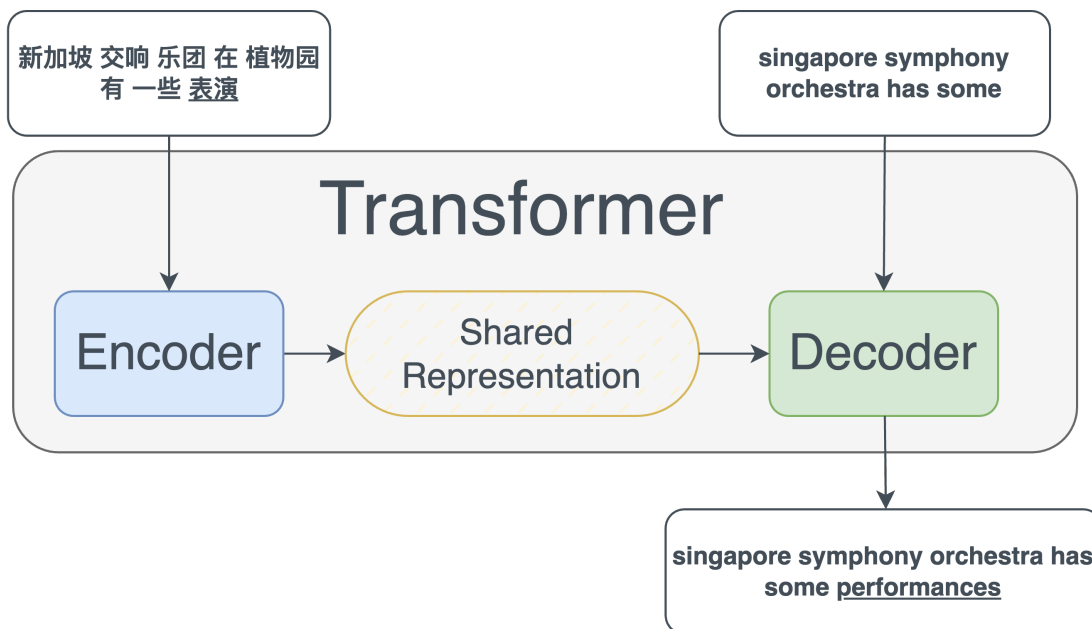 新加坡 交响 乐团 在 植物园
有 一些 表演
singapore symphony
orchestra has some
Transformer
Encoder
Shared
Representation
Decoder
singapore symphony orchestra has
some performances